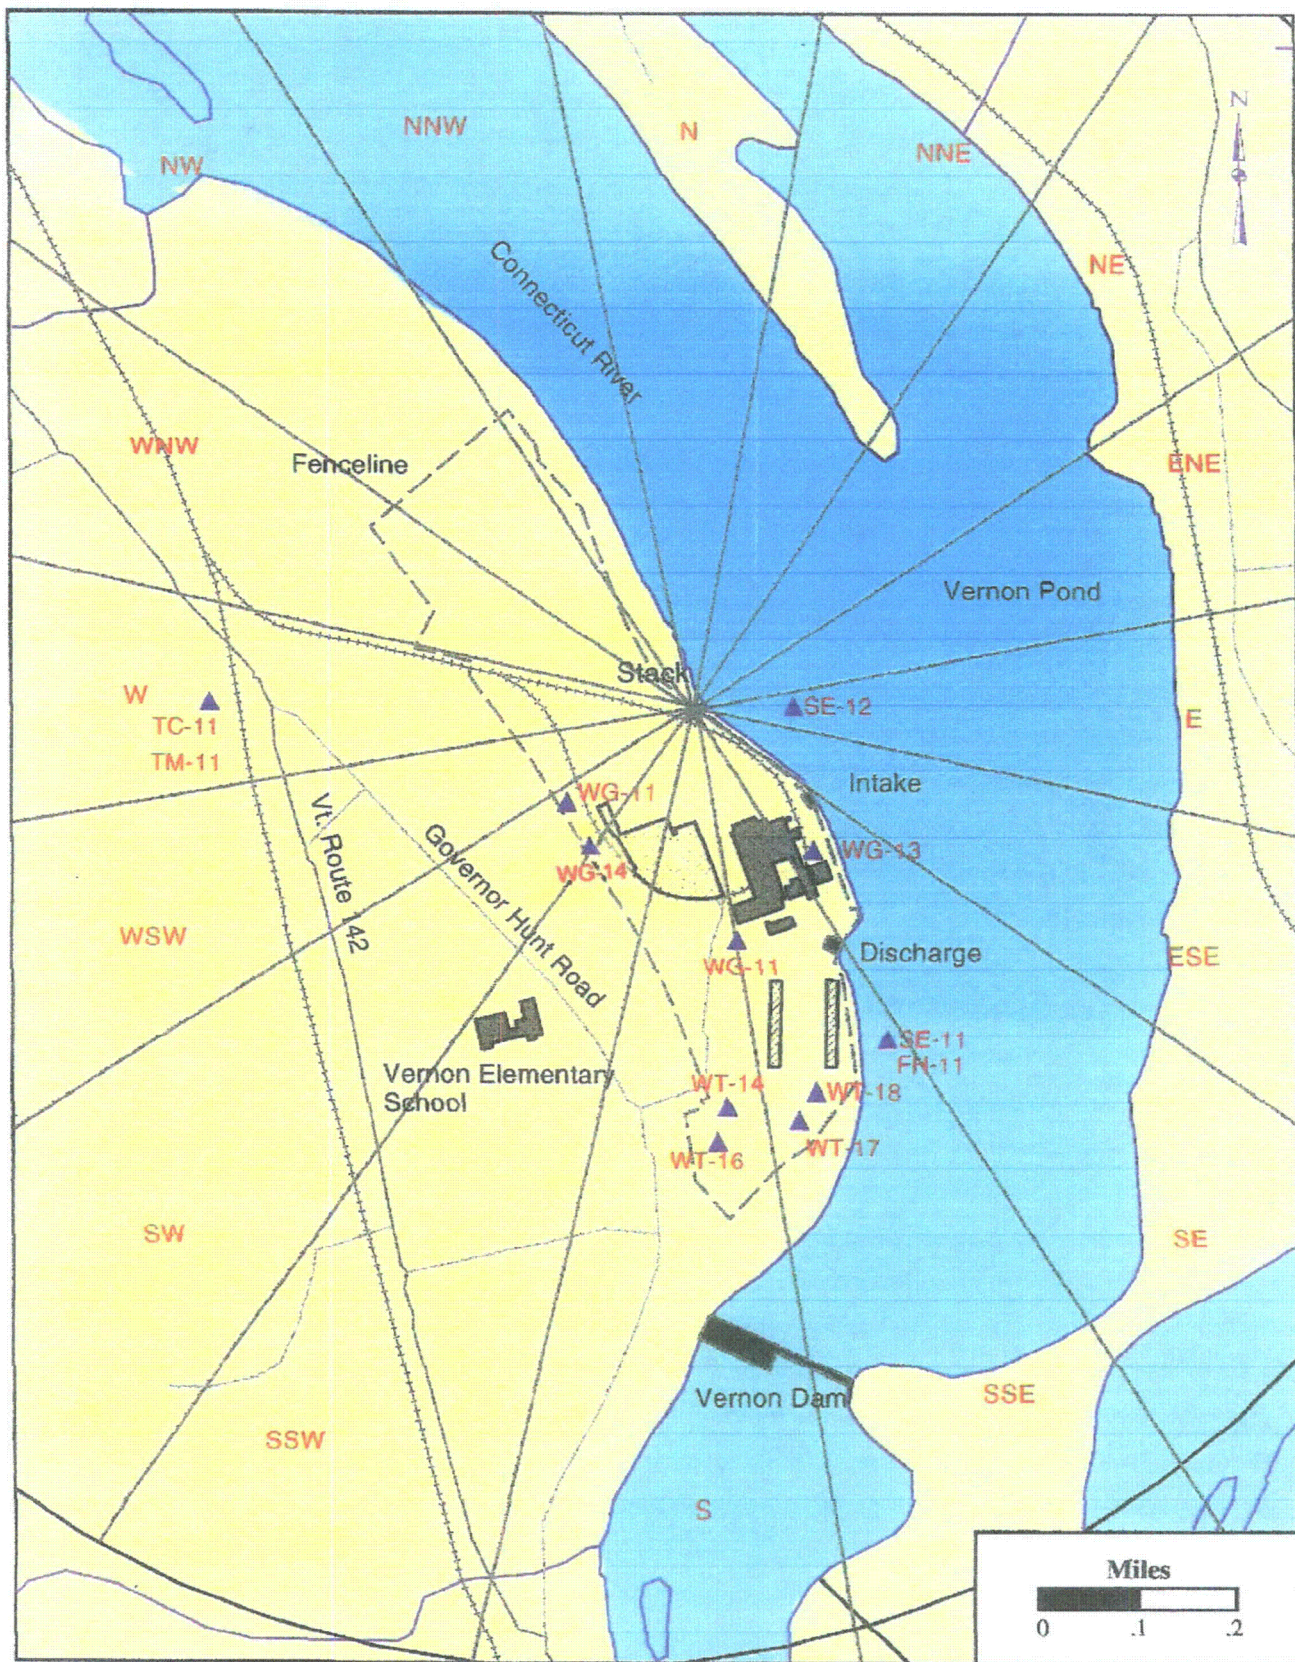 N
NNW
N
NNE
NW
NE
Connecticut River
WNW
Fenceline
ENE
Vernon Pond
Stack
W
TC-11
TM-11
SE-12
E
Intake
WG-11
Vt. Route 142
Governor Hunt Road
WG-14
WG-13
WSW
WG-11
Discharge
ESE
SE-11
FH-11
Vernon Elementary
School
WT-14
WT-18
WT-16
WT-17
SW
SE
Vernon Dam
SSE
SSW
S
Miles
0 .1 .2